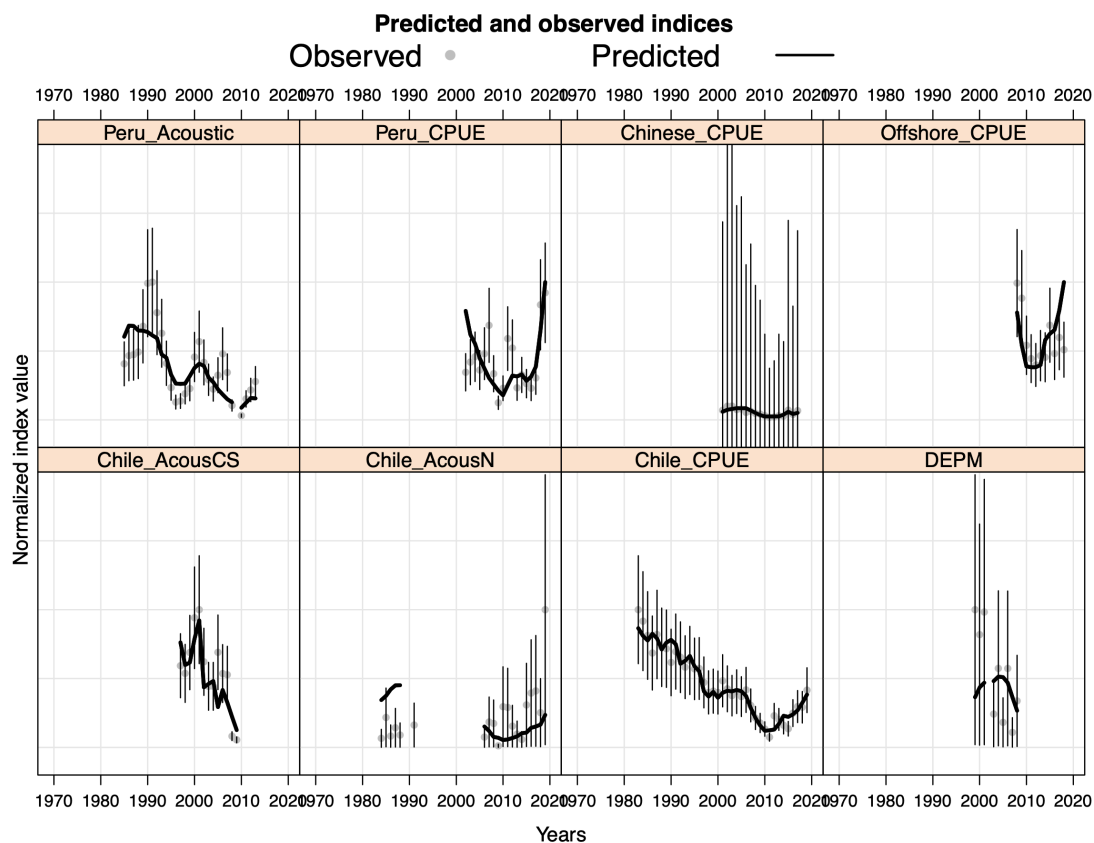 Predicted and observed indices
Observed Predicted
1970 1980 1990 2000 2010 2020 1970 1980 1990 2000 2010 2020 1970 1980 1990 2000 2010 2020 1970 1980 1990 2000 2010 2020
Peru_Acoustic Peru_CPUE Chinese_CPUE Offshore_CPUE
Normalized index value
Chile_AcousCS Chile_AcousN Chile_CPUE DEPM
1970 1980 1990 2000 2010 2020 1970 1980 1990 2000 2010 2020 1970 1980 1990 2000 2010 2020 1970 1980 1990 2000 2010 2020
Years